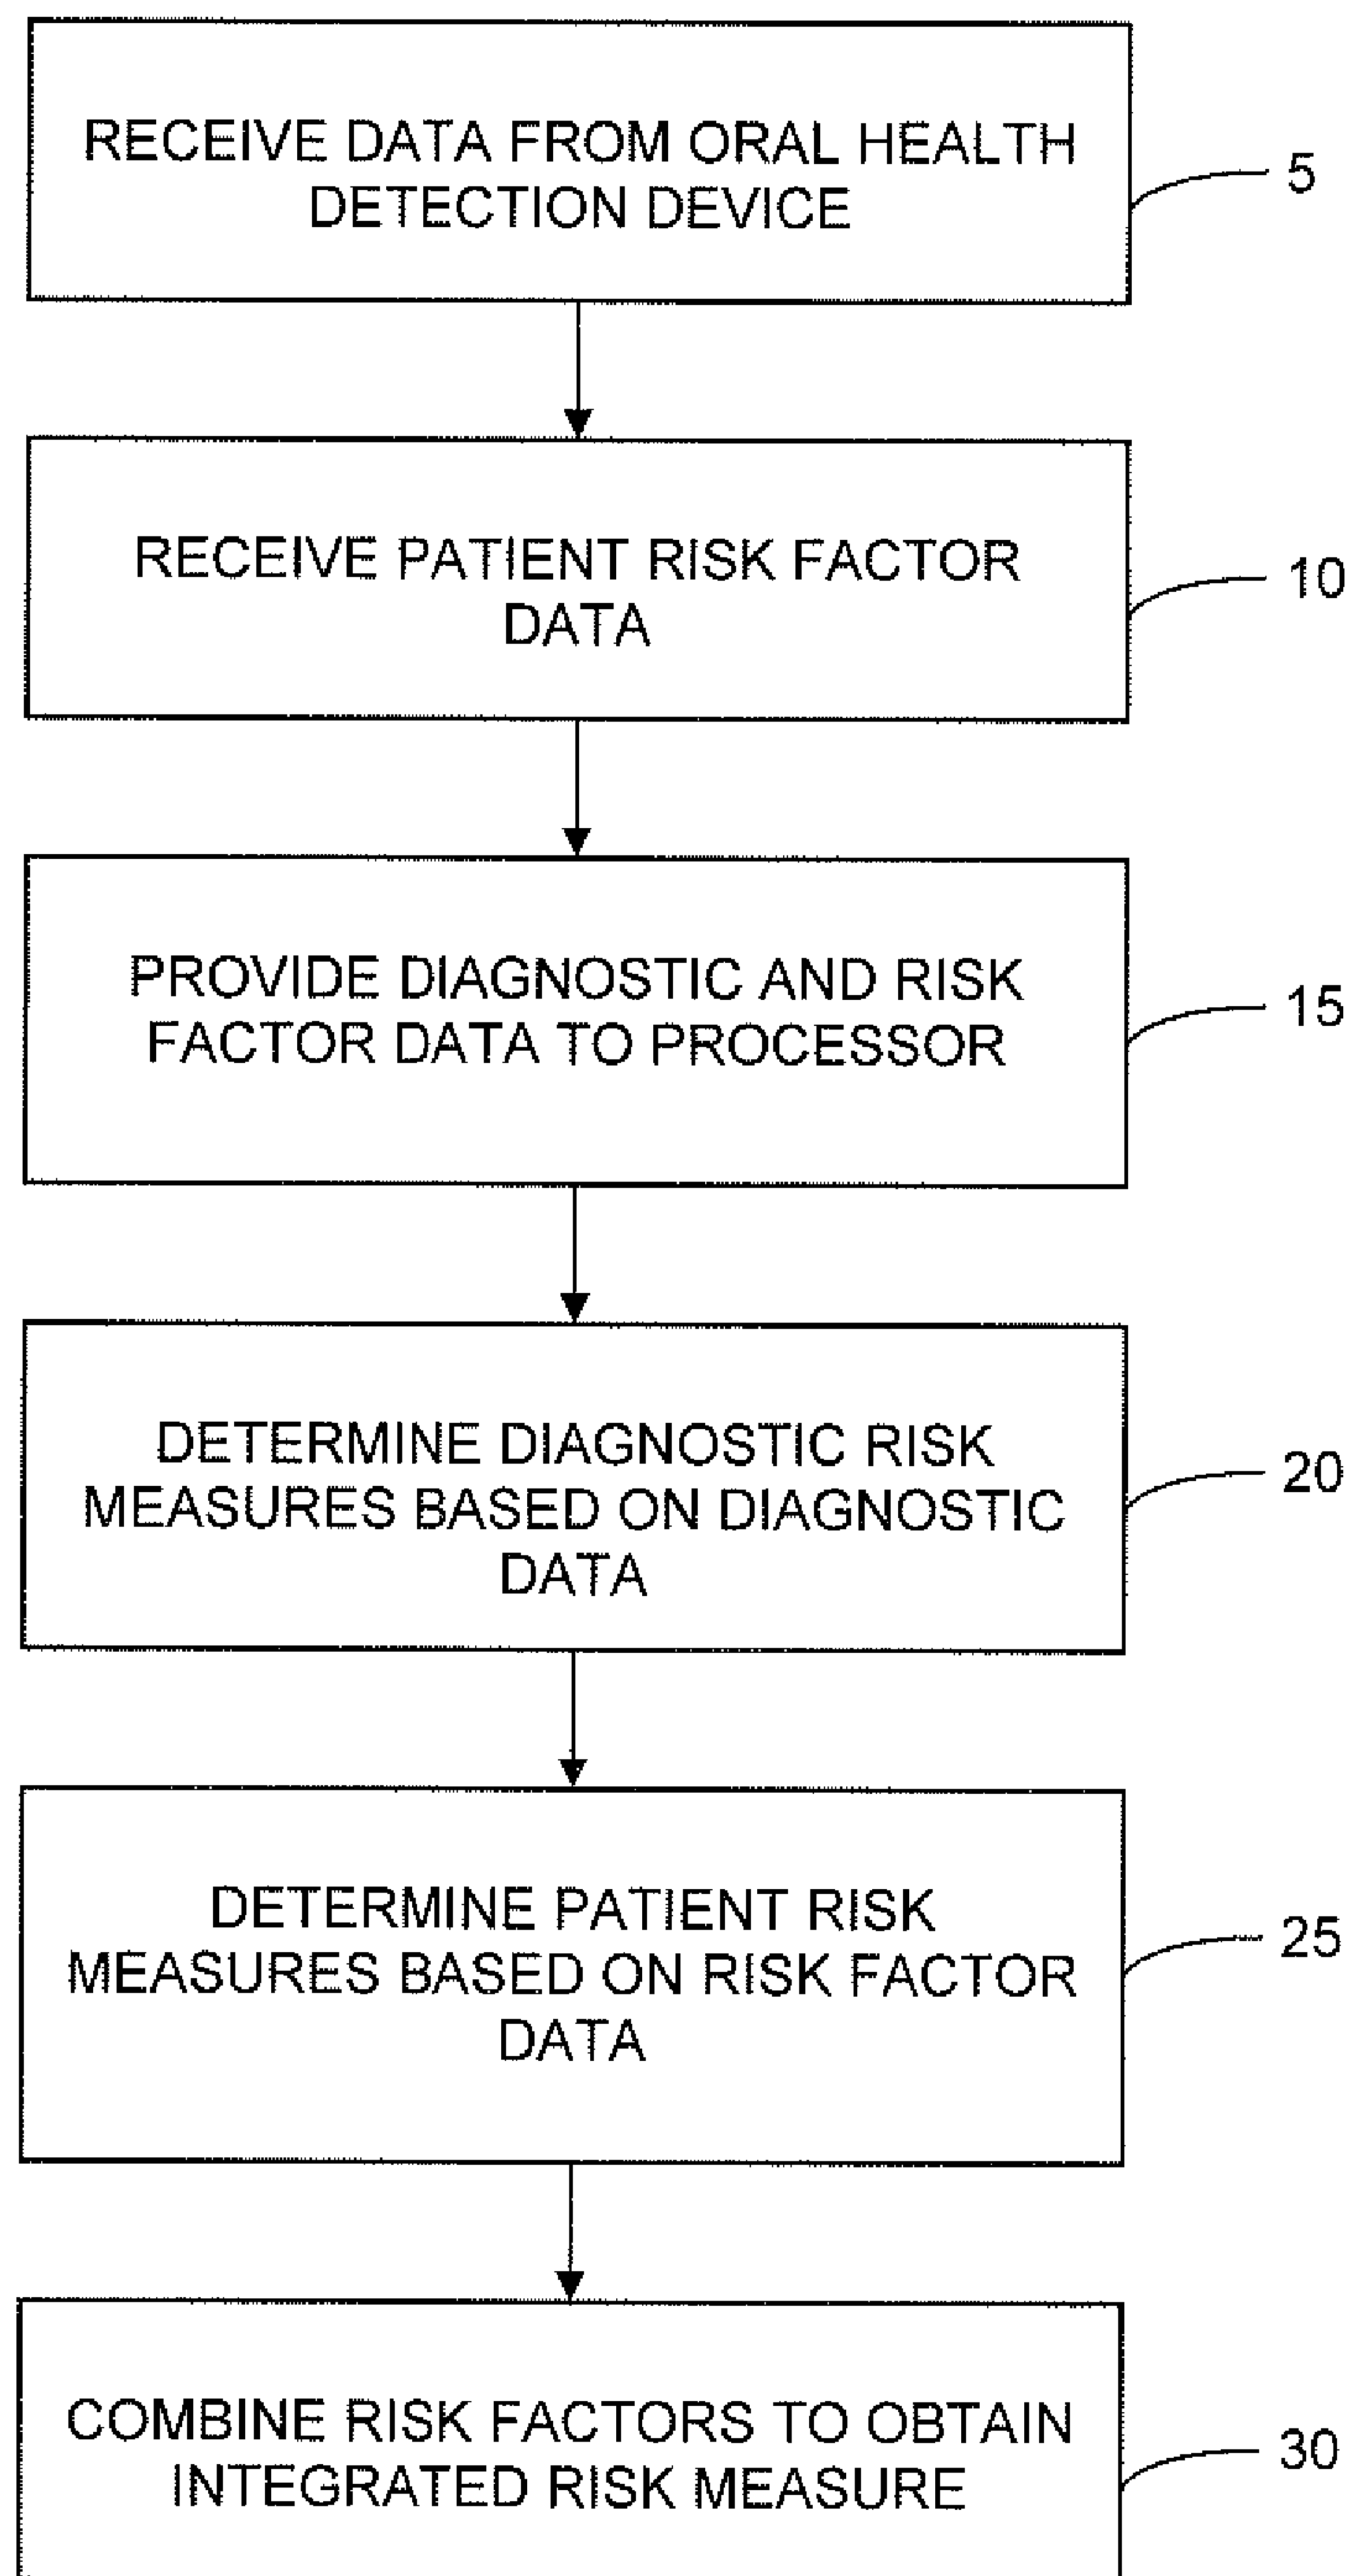 RECEIVE DATA FROM ORAL HEALTH
DETECTION DEVICE
5
RECEIVE PATIENT RISK FACTOR
DATA
10
PROVIDE DIAGNOSTIC AND RISK
FACTOR DATA TO PROCESSOR
15
DETERMINE DIAGNOSTIC RISK
MEASURES BASED ON DIAGNOSTIC
DATA
20
DETERMINE PATIENT RISK
MEASURES BASED ON RISK FACTOR
DATA
25
COMBINE RISK FACTORS TO OBTAIN
INTEGRATED RISK MEASURE
30